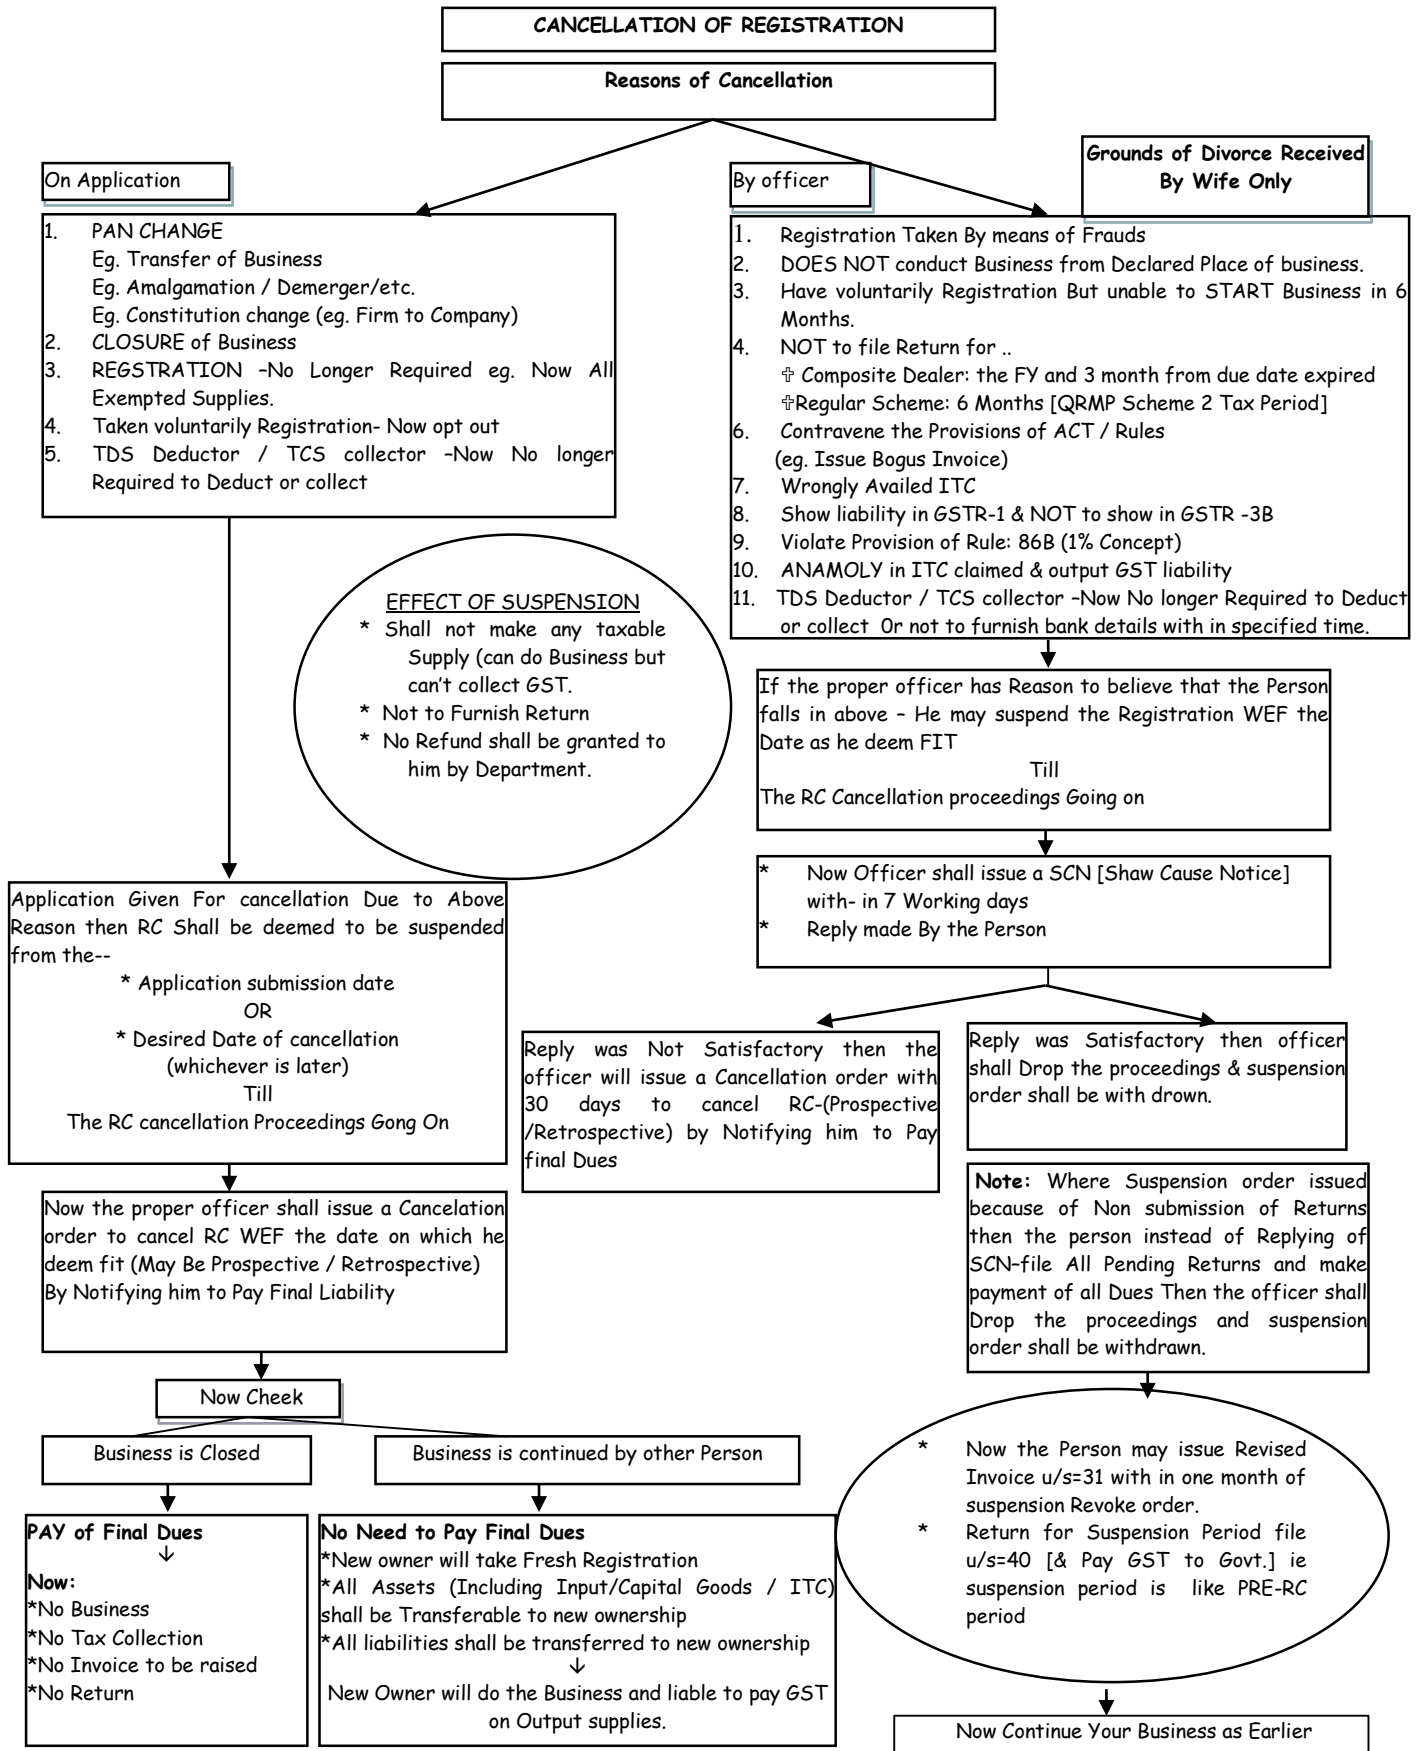 CANCELLATION OF REGISTRATION
Reasons of Cancellation
On Application
1. PAN CHANGE
Eg. Transfer of Business
Eg. Amalgamation / Demerger/etc.
Eg. Constitution change (eg. Firm to Company)
2. CLOSURE of Business
3. REGSTRATION –No Longer Required eg. Now All
Exempted Supplies.
4. Taken voluntarily Registration- Now opt out
5. TDS Deductor / TCS collector –Now No longer
Required to Deduct or collect
By officer
Grounds of Divorce Received
By Wife Only
1. Registration Taken By means of Frauds
2. DOES NOT conduct Business from Declared Place of business.
3. Have voluntarily Registration But unable to START Business in 6
Months.
4. NOT to file Return for ..
✞ Composite Dealer: the FY and 3 month from due date expired
✞Regular Scheme: 6 Months [QRMP Scheme 2 Tax Period]
6. Contravene the Provisions of ACT / Rules
(eg. Issue Bogus Invoice)
7. Wrongly Availed ITC
8. Show liability in GSTR-1 & NOT to show in GSTR -3B
9. Violate Provision of Rule: 86B (1% Concept)
10. ANAMOLY in ITC claimed & output GST liability
11. TDS Deductor / TCS collector –Now No longer Required to Deduct
or collect 0r not to furnish bank details with in specified time.
EFFECT OF SUSPENSION
* Shall not make any taxable
Supply (can do Business but
can't collect GST.
* Not to Furnish Return
* No Refund shall be granted to
him by Department.
If the proper officer has Reason to believe that the Person
falls in above – He may suspend the Registration WEF the
Date as he deem FIT
Till
The RC Cancellation proceedings Going on
* Now Officer shall issue a SCN [Shaw Cause Notice]
with- in 7 Working days
* Reply made By the Person
Application Given For cancellation Due to Above
Reason then RC Shall be deemed to be suspended
from the--
* Application submission date
OR
* Desired Date of cancellation
(whichever is later)
Till
The RC cancellation Proceedings Gong On
Reply was Not Satisfactory then the
officer will issue a Cancellation order with
30 days to cancel RC-(Prospective
/Retrospective) by Notifying him to Pay
final Dues
Reply was Satisfactory then officer
shall Drop the proceedings & suspension
order shall be with drown.
Now the proper officer shall issue a Cancelation
order to cancel RC WEF the date on which he
deem fit (May Be Prospective / Retrospective)
By Notifying him to Pay Final Liability
Note: Where Suspension order issued
because of Non submission of Returns
then the person instead of Replying of
SCN–file All Pending Returns and make
payment of all Dues Then the officer shall
Drop the proceedings and suspension
order shall be withdrawn.
Now Cheek
Business is Closed
Business is continued by other Person
PAY of Final Dues
↓
Now:
*No Business
*No Tax Collection
*No Invoice to be raised
*No Return
No Need to Pay Final Dues
*New owner will take Fresh Registration
*All Assets (Including Input/Capital Goods / ITC)
shall be Transferable to new ownership
*All liabilities shall be transferred to new ownership
↓
New Owner will do the Business and liable to pay GST
on Output supplies.
* Now the Person may issue Revised
Invoice u/s=31 with in one month of
suspension Revoke order.
* Return for Suspension Period file
u/s=40 [& Pay GST to Govt.] ie
suspension period is like PRE-RC
period
Now Continue Your Business as Earlier